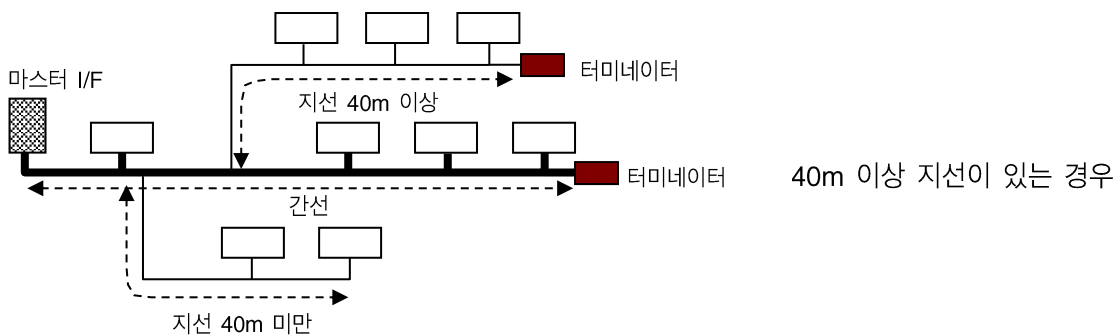 터미네이터
마스터 I/F
지선 40m 이상
터미네이터
40m 이상 지선이 있는 경우
간선
지선 40m 미만